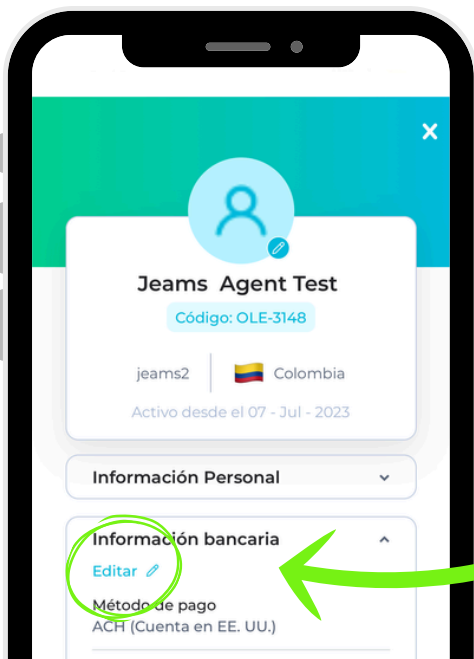 Jeams Agent Test
Código: OLE-3148
jeams2
Colombia
Activo desde el 07 - Jul - 2023
Información Personal
Información bancaria
Editar
Método de pago
ACH (Cuenta en EE. UU.)